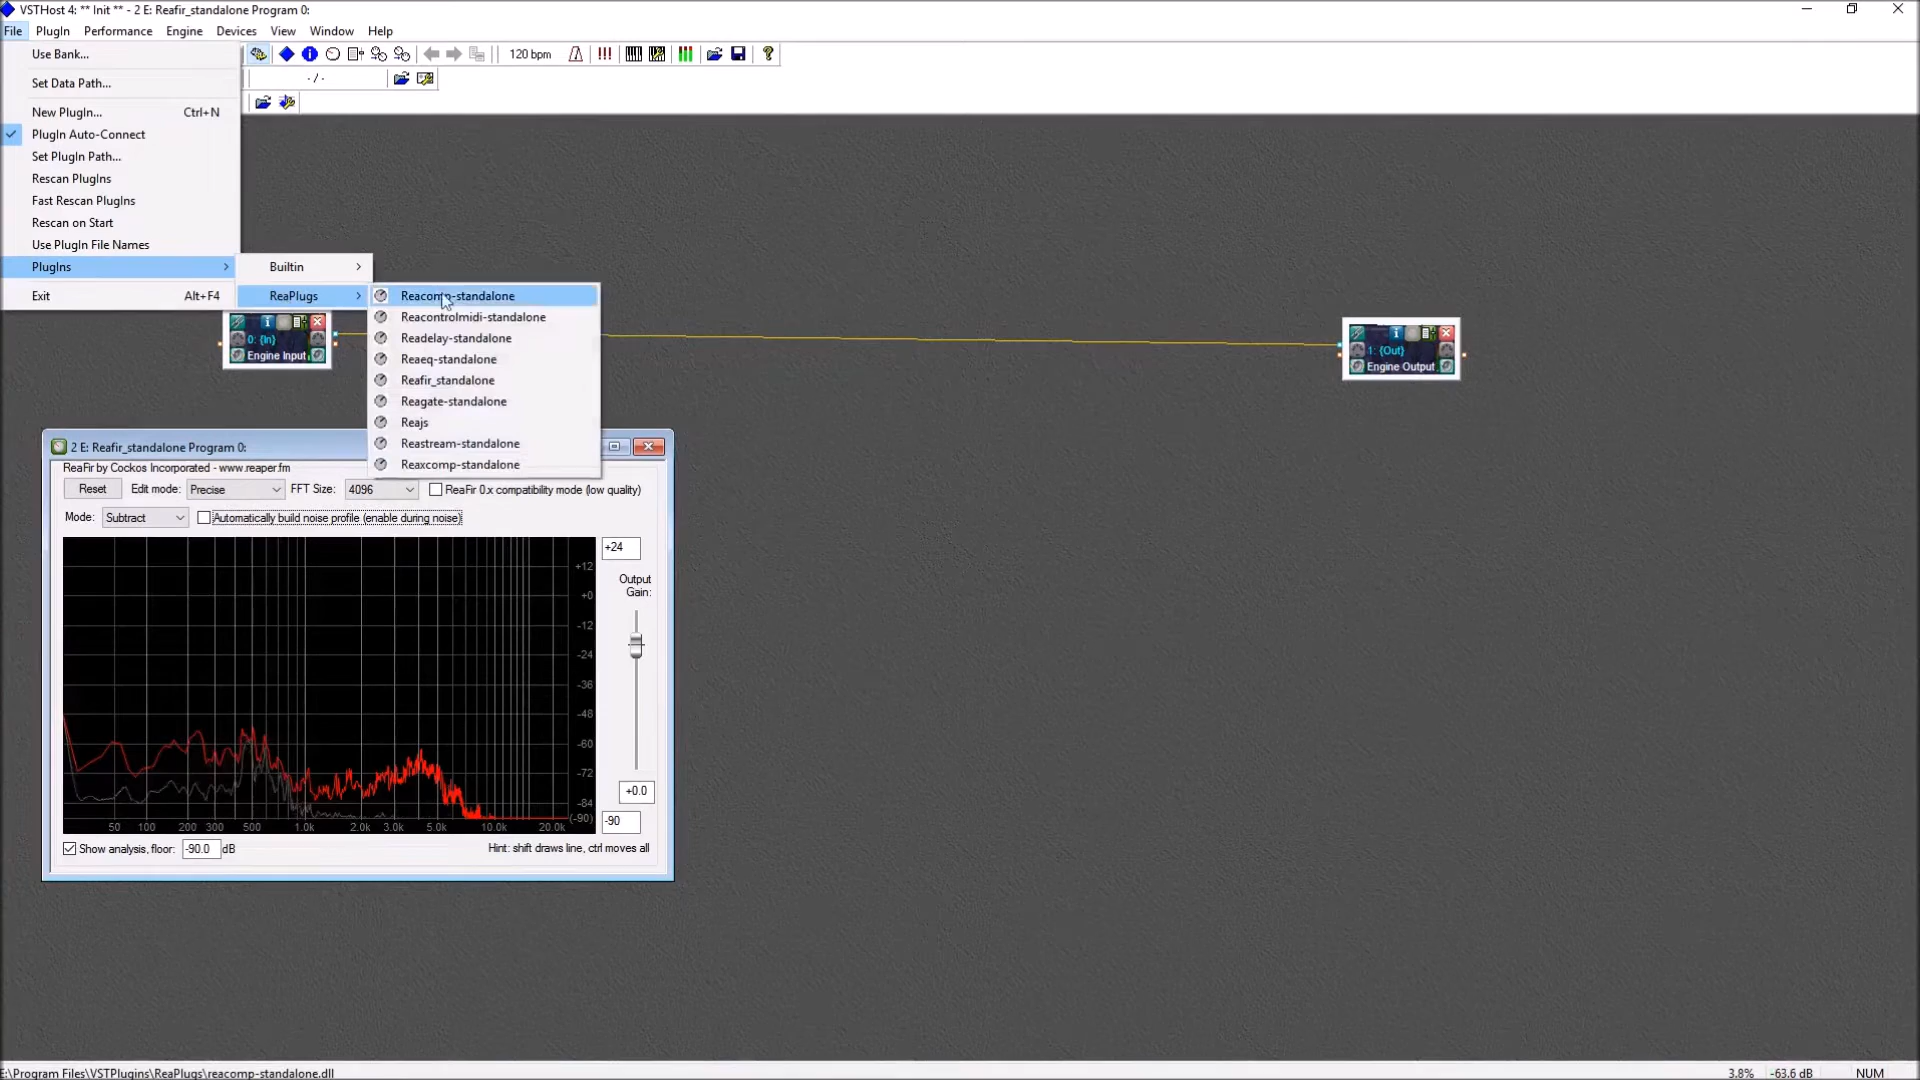 VSTHost 4: ** Init ** - 2 E: Reafir_standalone Program 0:
File PlugIn Performance Engine Devices View Window Help
Use Bank...
120 bpm
Set Data Path...
- / -
New PlugIn... Ctrl+N
PlugIn Auto-Connect
Set PlugIn Path...
Rescan PlugIns
Fast Rescan PlugIns
Rescan on Start
Use PlugIn File Names
PlugIns
Exit Alt+F4
Builtin
ReaPlugs
Reacomp-standalone
Reacontrolmidi-standalone
Readelay-standalone
Reaeq-standalone
Reafir_standalone
Reagate-standalone
Reajs
Reastream-standalone
Reaxcomp-standalone
0: {In}
Engine Input
1: {Out}
Engine Output
2 E: Reafir_standalone Program 0:
ReaFir by Cockos Incorporated - www.reaper.fm
Reset Edit mode: Precise FFT Size: 4096 ReaFir 0.x compatibility mode (low quality)
Mode: Subtract Automatically build noise profile (enable during noise)
+24
+12
Output
Gain:
+0
-12
-24
-36
-48
-60
-72
-84
(-90)
+0.0
-90
50 100 200 300 500 1.0k 2.0k 3.0k 5.0k 10.0k 20.0k
Show analysis, floor: -90.0 dB Hint: shift draws line, ctrl moves all
E:\Program Files\VSTPlugins\ReaPlugs\reacomp-standalone.dll
3.8% -63.6 dB NUM